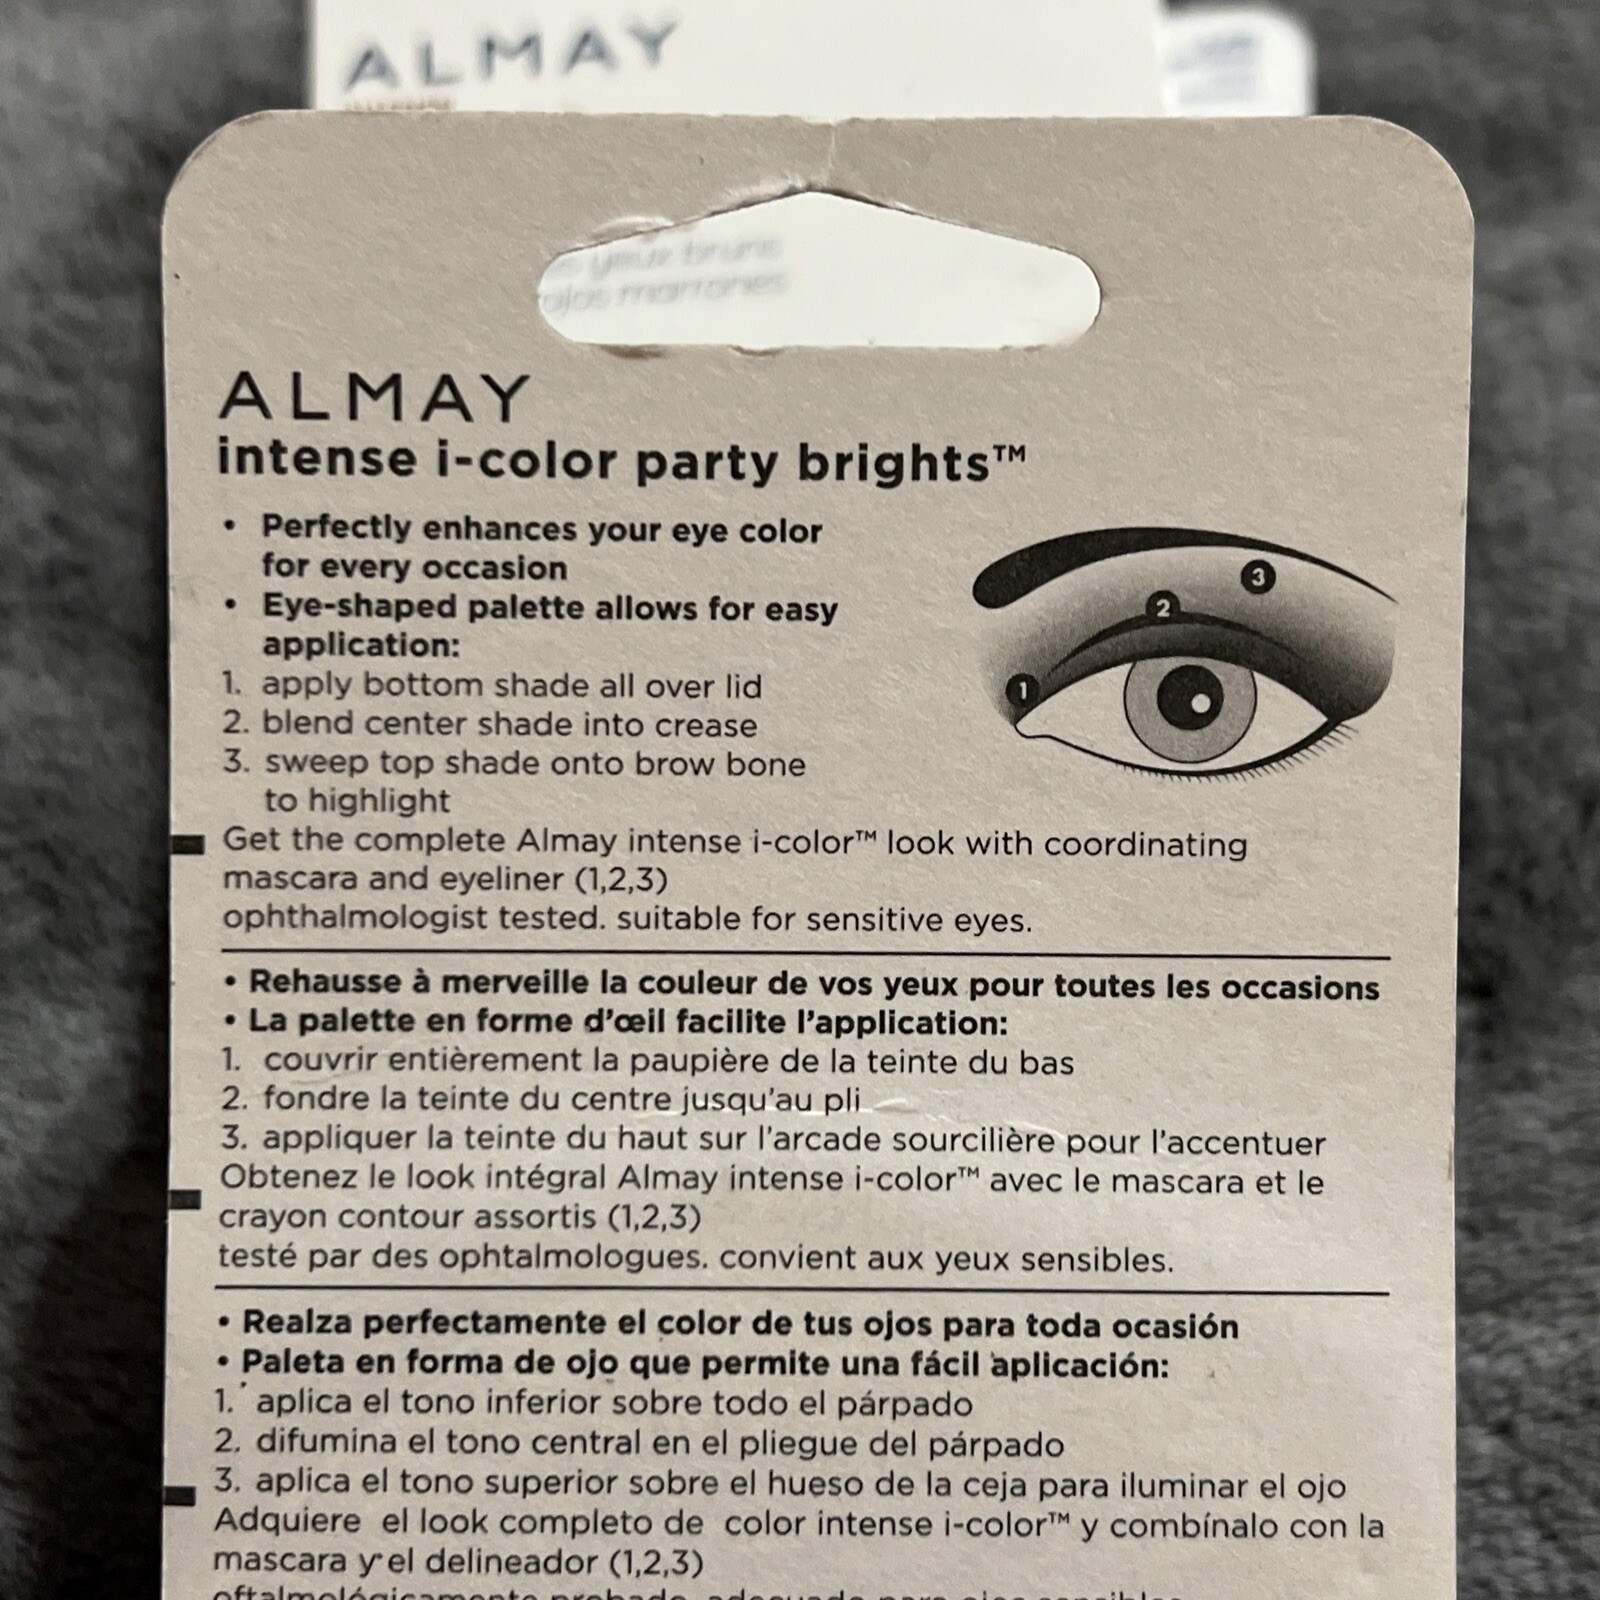 ALMAY
INTENSE
yeux bruns
ojos marrones
ALMAY
intense i-color party brights™
• Perfectly enhances your eye color
for every occasion
• Eye-shaped palette allows for easy
application:
1. apply bottom shade all over lid
2. blend center shade into crease
3. sweep top shade onto brow bone
to highlight
1
2
3
Get the complete Almay intense i-color™ look with coordinating
mascara and eyeliner (1,2,3)
ophthalmologist tested. suitable for sensitive eyes.
• Rehausse à merveille la couleur de vos yeux pour toutes les occasions
• La palette en forme d'œil facilite l'application:
1. couvrir entièrement la paupière de la teinte du bas
2. fondre la teinte du centre jusqu'au pli
3. appliquer la teinte du haut sur l'arcade sourcilière pour l'accentuer
Obtenez le look intégral Almay intense i-color™ avec le mascara et le
crayon contour assortis (1,2,3)
testé par des ophtalmologues. convient aux yeux sensibles.
• Realza perfectamente el color de tus ojos para toda ocasión
• Paleta en forma de ojo que permite una fácil aplicación:
1. aplica el tono inferior sobre todo el párpado
2. difumina el tono central en el pliegue del párpado
3. aplica el tono superior sobre el hueso de la ceja para iluminar el ojo
Adquiere el look completo de color intense i-color™ y combínalo con la
mascara y el delineador (1,2,3)
oftalmológicamente probado. adecuado para ojos sensibles.